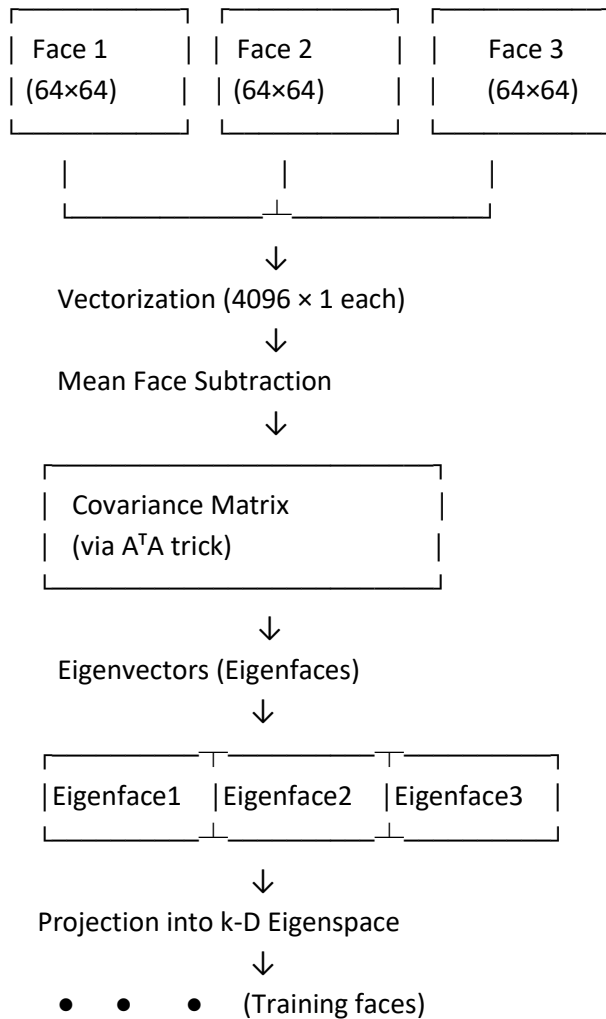 Face 1 Face 2 Face 3
(64×64) (64×64) (64×64)
↓
Vectorization (4096 × 1 each)
↓
Mean Face Subtraction
↓
Covariance Matrix
(via AᵀA trick)
↓
Eigenvectors (Eigenfaces)
↓
|Eigenface1 |Eigenface2 |Eigenface3 |
↓
Projection into k-D Eigenspace
↓
● ● ● (Training faces)